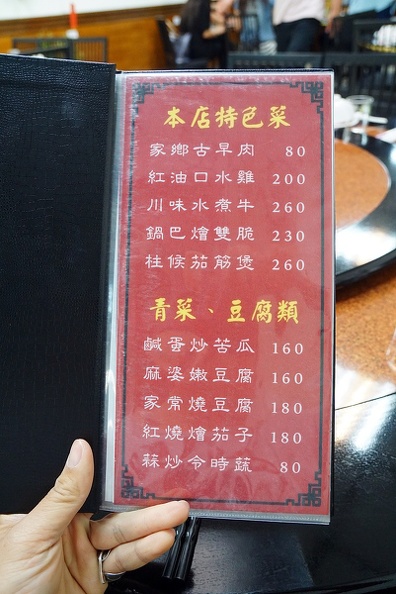 本店特色菜
家鄉古早肉 80
紅油口水雞 200
川味水煮牛 260
鍋巴燴雙脆 230
柱候茄筋煲 260
青菜、豆腐類
鹹蛋炒苦瓜 160
麻婆嫩豆腐 160
家常燒豆腐 180
紅燒燴茄子 180
蒜炒令時蔬 80